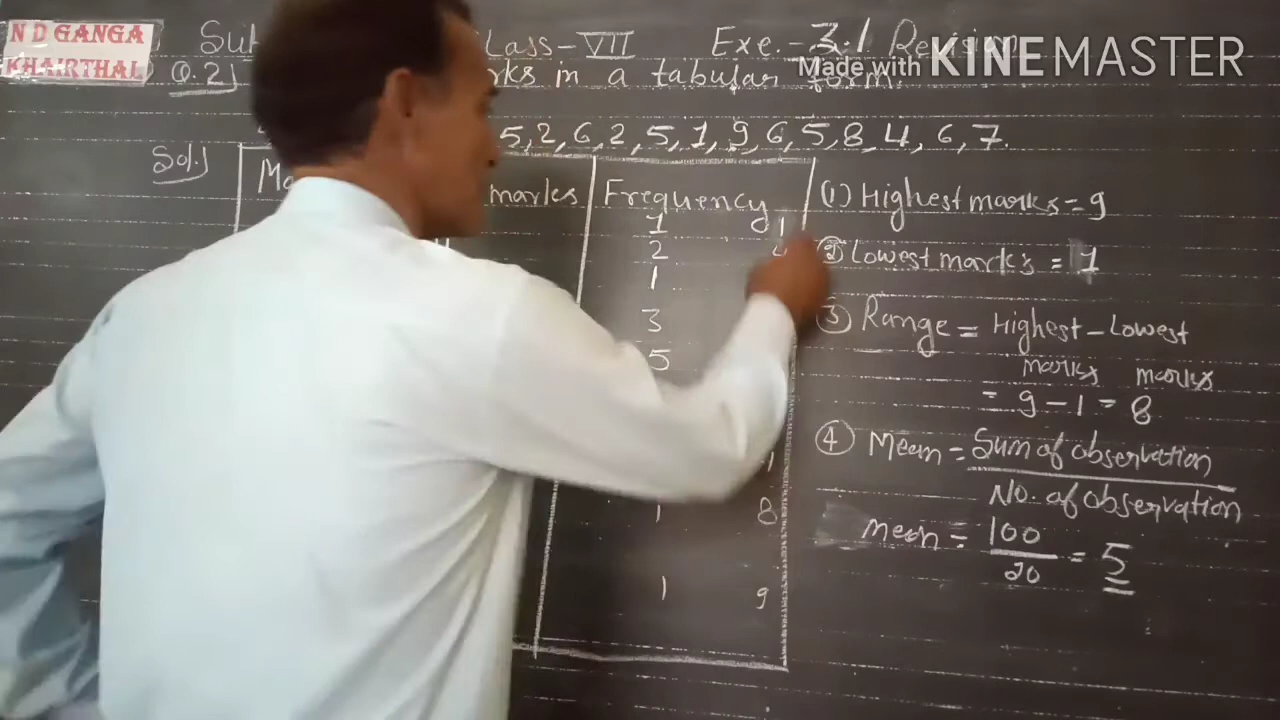 N D GANGA
KHAIRTHAL
Class-VII Exe.-3.1 Revision
Made with KINEMASTER
Q.2) in a tabular form.
5,2,6,2,5,1,9,6,5,8,4,6,7.
Sol.)
marks Frequency
1 1
2
1
3
5
1 8
1 9
(1) Highest marks=9
② Lowest marks = 1
③ Range = Highest-Lowest
marks marks
= 9-1=8
④ Mean = Sum of observation
No. of observation
Mean = 100
20
= 5